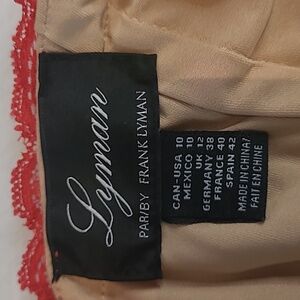 Lyman
PAR/BY FRANK LYMAN
CAN-USA 10
MEXICO 10
UK 12
GERMANY 38
FRANCE 40
SPAIN 42
MADE IN CHINA/
FAIT EN CHINE